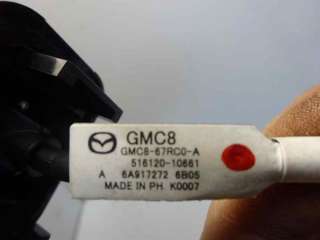 GMC8
GMC8-67RC0-A
516120-10661
A 6A917272 6B05
MADE IN PH. K0007